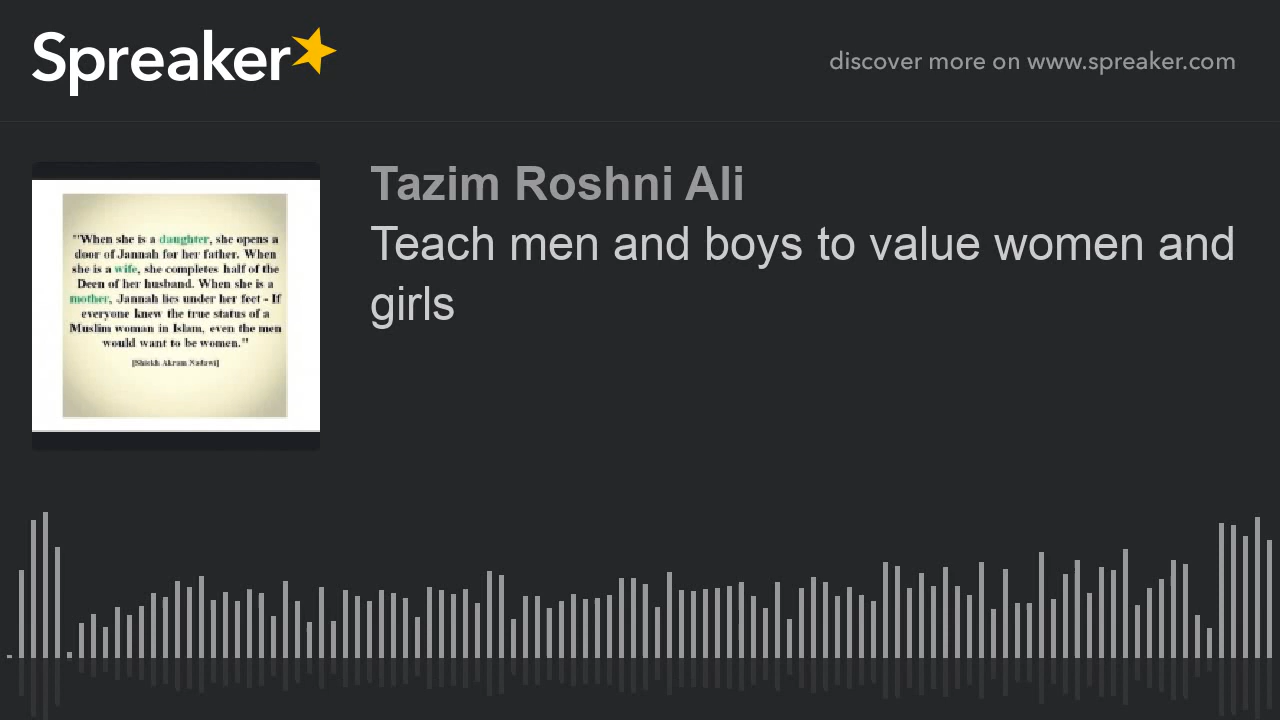 Spreaker
discover more on www.spreaker.com
Tazim Roshni Ali
Teach men and boys to value women and
girls
"When she is a daughter, she opens a
door of Jannah for her father. When
she is a wife, she completes half of the
Deen of her husband. When she is a
mother, Jannah lies under her feet - If
everyone knew the true status of a
Muslim woman in Islam, even the men
would want to be women."
[Shiekh Akram Nadawi]